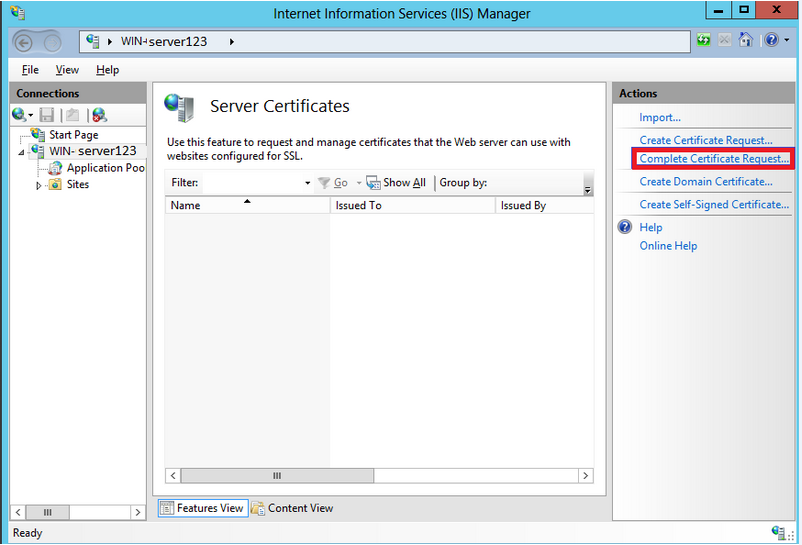 Internet Information Services (IIS) Manager
WIN-server123
File View Help
Connections
Start Page
WIN- server123
Application Poo
Sites
Server Certificates
Use this feature to request and manage certificates that the Web server can use with
websites configured for SSL.
Filter: Go Show All Group by:
Name Issued To Issued By
Features View Content View
Actions
Import...
Create Certificate Request...
Complete Certificate Request...
Create Domain Certificate...
Create Self-Signed Certificate...
Help
Online Help
Ready